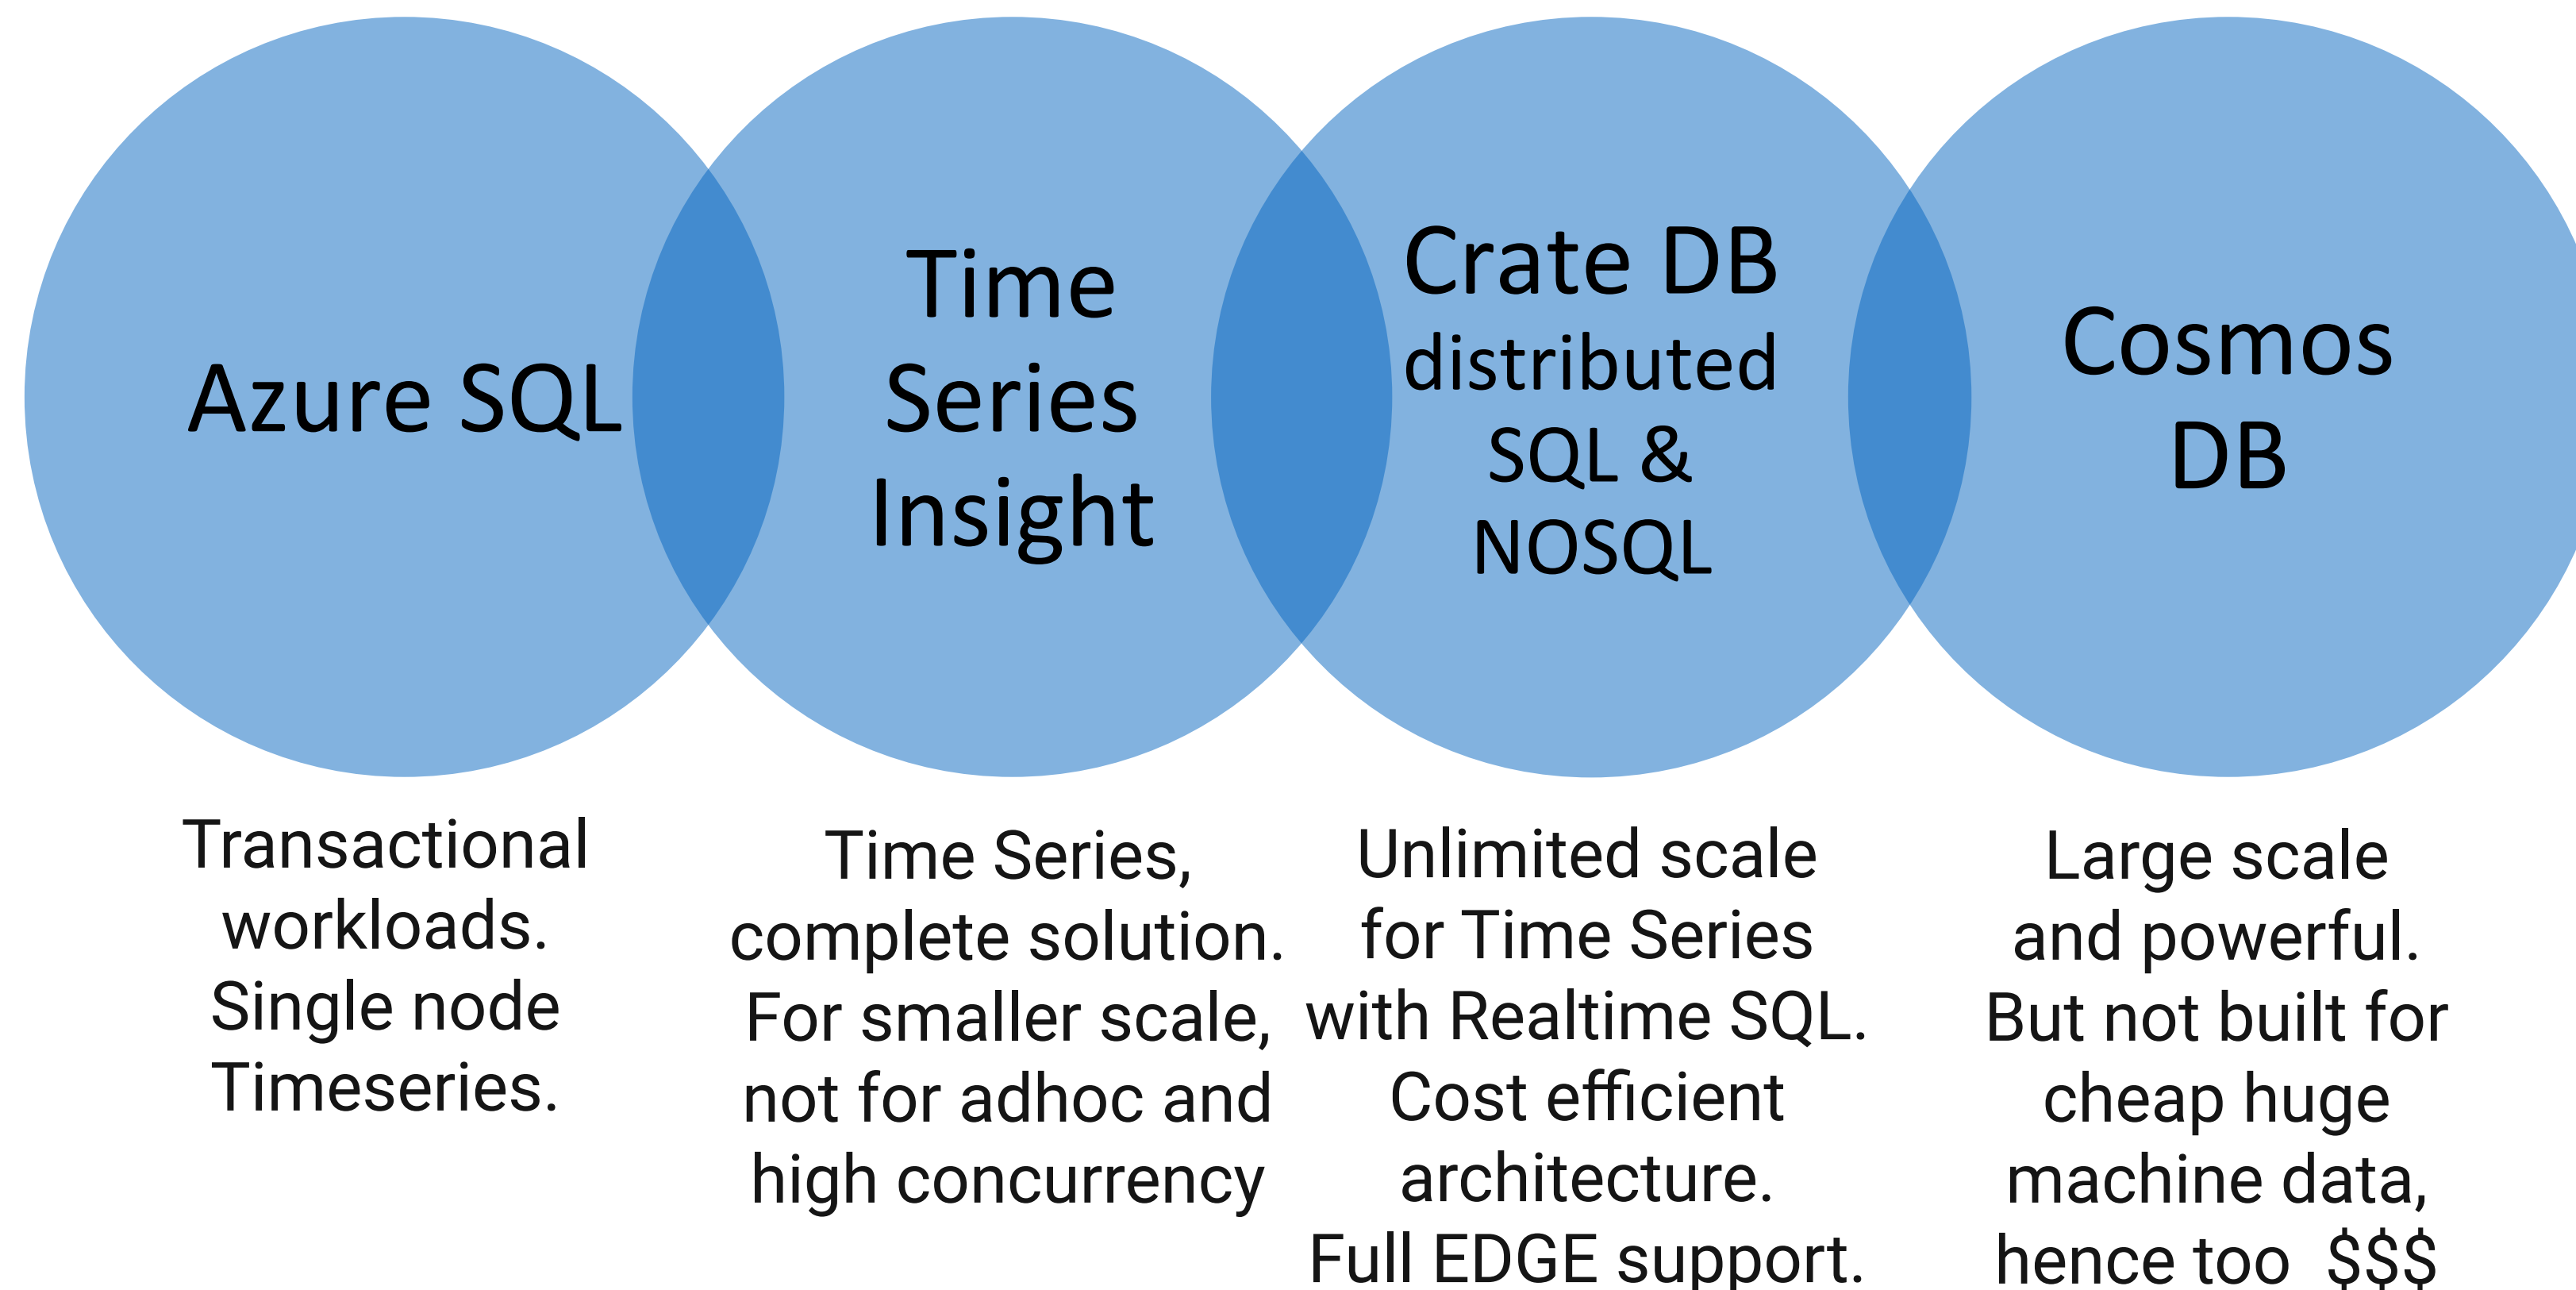 Azure SQL
Time
Series
Insight
Crate DB
distributed
SQL &
NOSQL
Cosmos
DB
Transactional
workloads.
Single node
Timeseries.
Time Series,
complete solution.
For smaller scale,
not for adhoc and
high concurrency
Unlimited scale
for Time Series
with Realtime SQL.
Cost efficient
architecture.
Full EDGE support.
Large scale
and powerful.
But not built for
cheap huge
machine data,
hence too  $$$